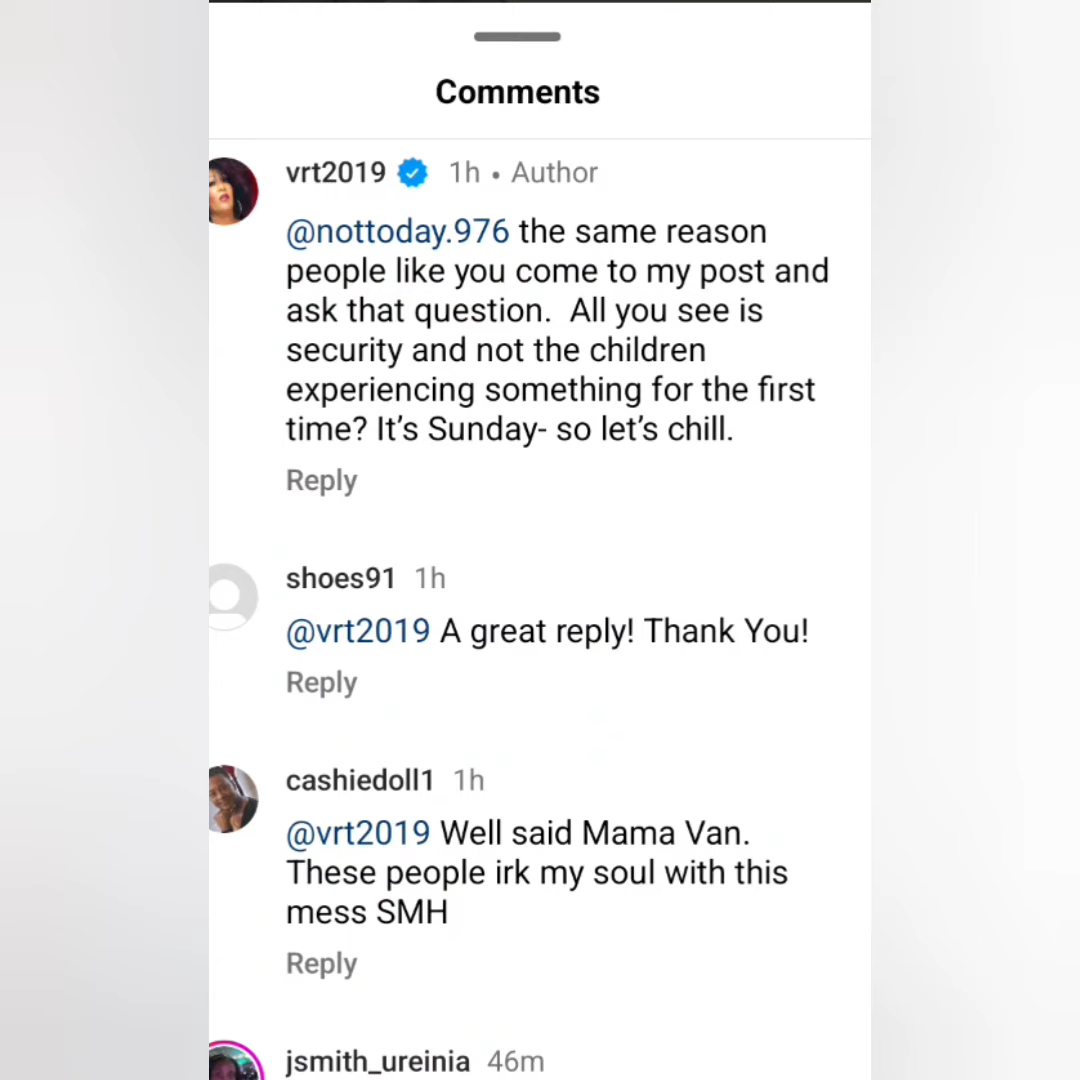 Comments
vrt2019 1h • Author
@nottoday.976 the same reason
people like you come to my post and
ask that question.  All you see is
security and not the children
experiencing something for the first
time? It’s Sunday- so let’s chill.
Reply
shoes91 1h
@vrt2019 A great reply! Thank You!
Reply
cashiedoll1 1h
@vrt2019 Well said Mama Van.
These people irk my soul with this
mess SMH
Reply
jsmith_ureinia 46m